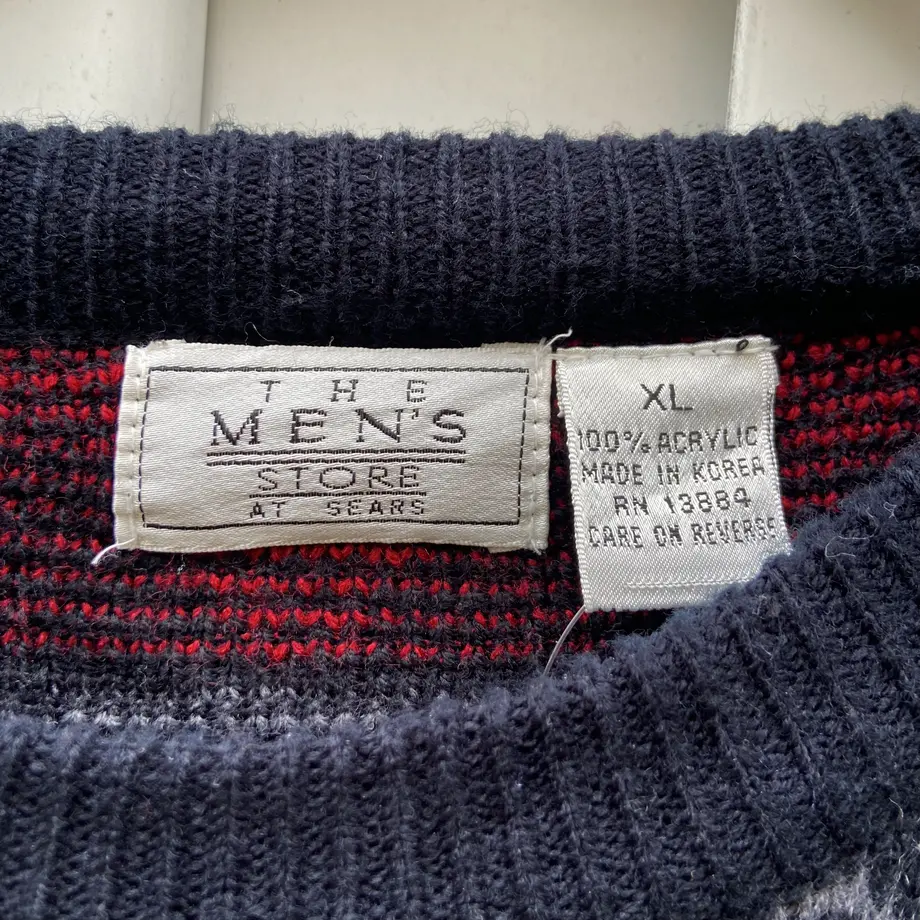 THE
MEN'S
STORE
AT SEARS
XL
100% ACRYLIC
MADE IN KOREA
RN 13884
CARE ON REVERSE